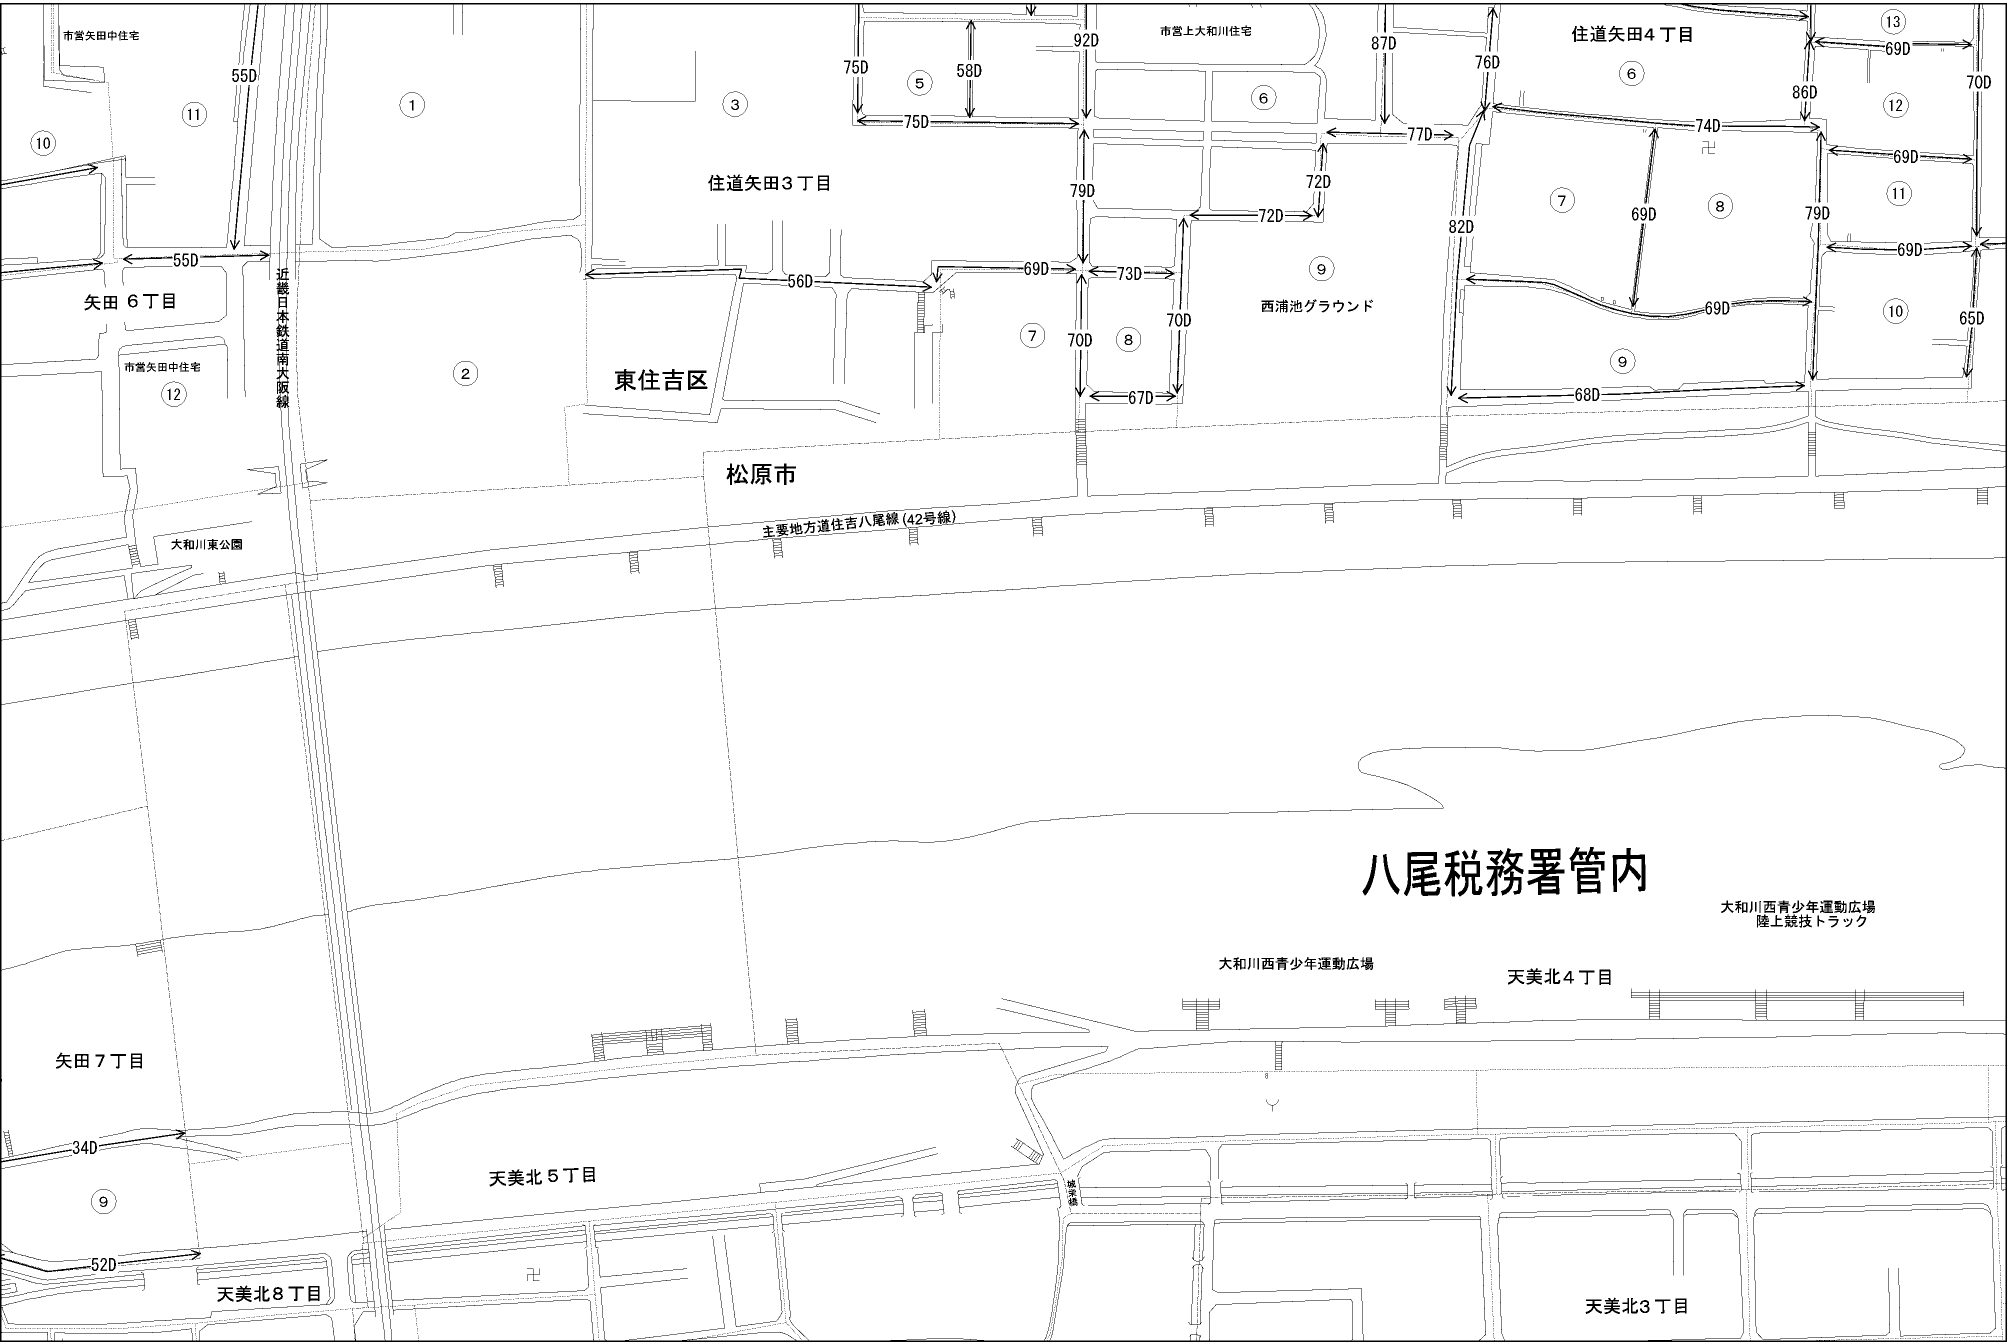 市営矢田中住宅
55D
⑪
①
③
75D
⑤
58D
92D
75D
市営上大和川住宅
⑥
87D
77D
76D
住道矢田4丁目
⑥
⑬
69D
70D
86D
⑫
74D
⑩
住道矢田3丁目
79D
72D
72D
82D
⑦
69D
⑧
79D
69D
⑪
69D
55D
矢田6丁目
近畿日本鉄道南大阪線
56D
69D
73D
⑨
西浦池グラウンド
69D
⑩
65D
市営矢田中住宅
⑫
②
東住吉区
⑦
70D
⑧
70D
67D
⑨
68D
松原市
主要地方道住吉八尾線(42号線)
大和川東公園
八尾税務署管内
大和川西青少年運動広場
陸上競技トラック
大和川西青少年運動広場
天美北4丁目
矢田7丁目
34D
⑨
52D
天美北5丁目
城栄橋
天美北8丁目
天美北3丁目